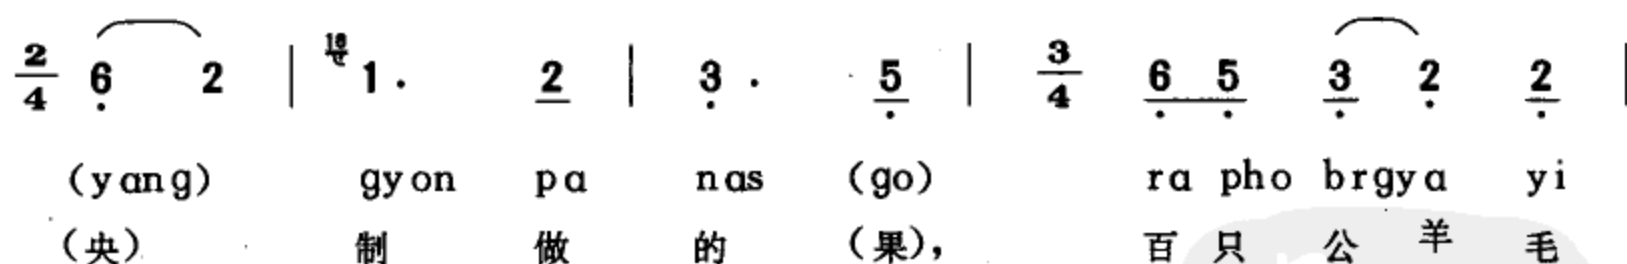 2/4 6 2 | 1. 2 | 3. 5 | 3/4 6 5 3 2 2 |
(yang) gyon pa nas (go) ra pho brgya yi
(央) 制 做 的 (果)， 百 只 公 羊 毛